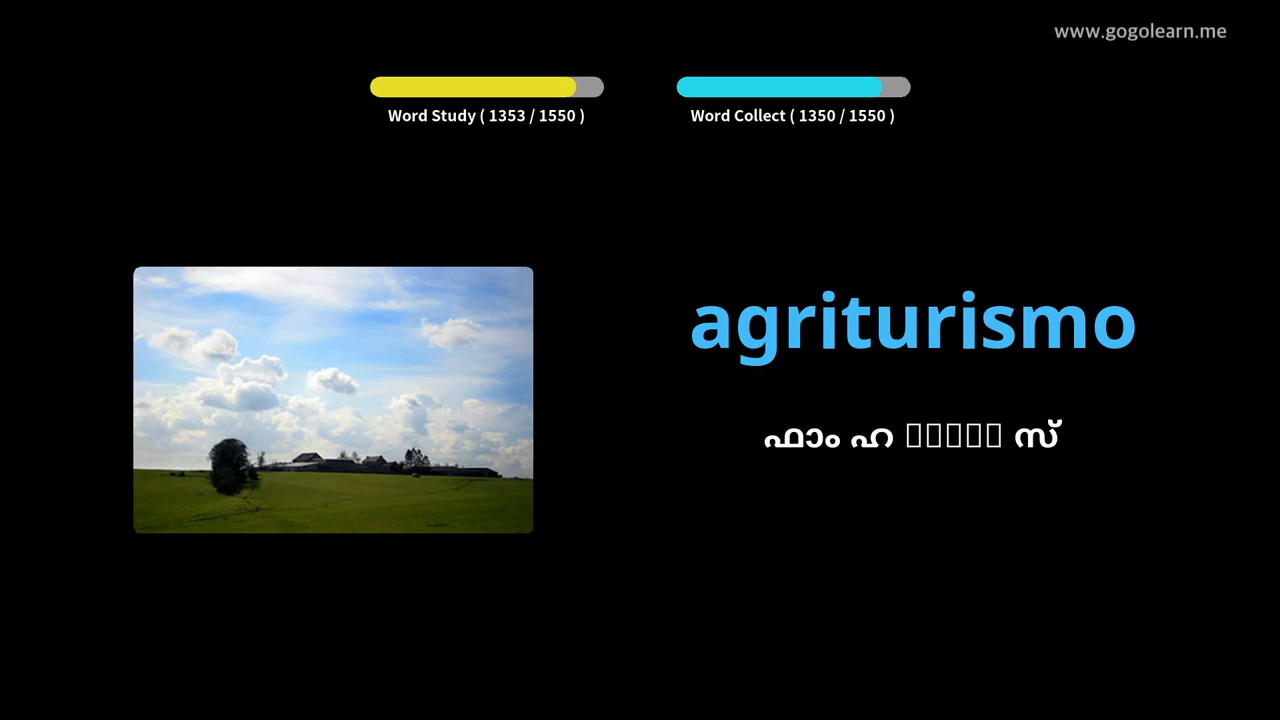 www.gogolearn.me
Word Study ( 1353 / 1550 )
Word Collect ( 1350 / 1550 )
agriturismo
ഫാം ഹ സ്